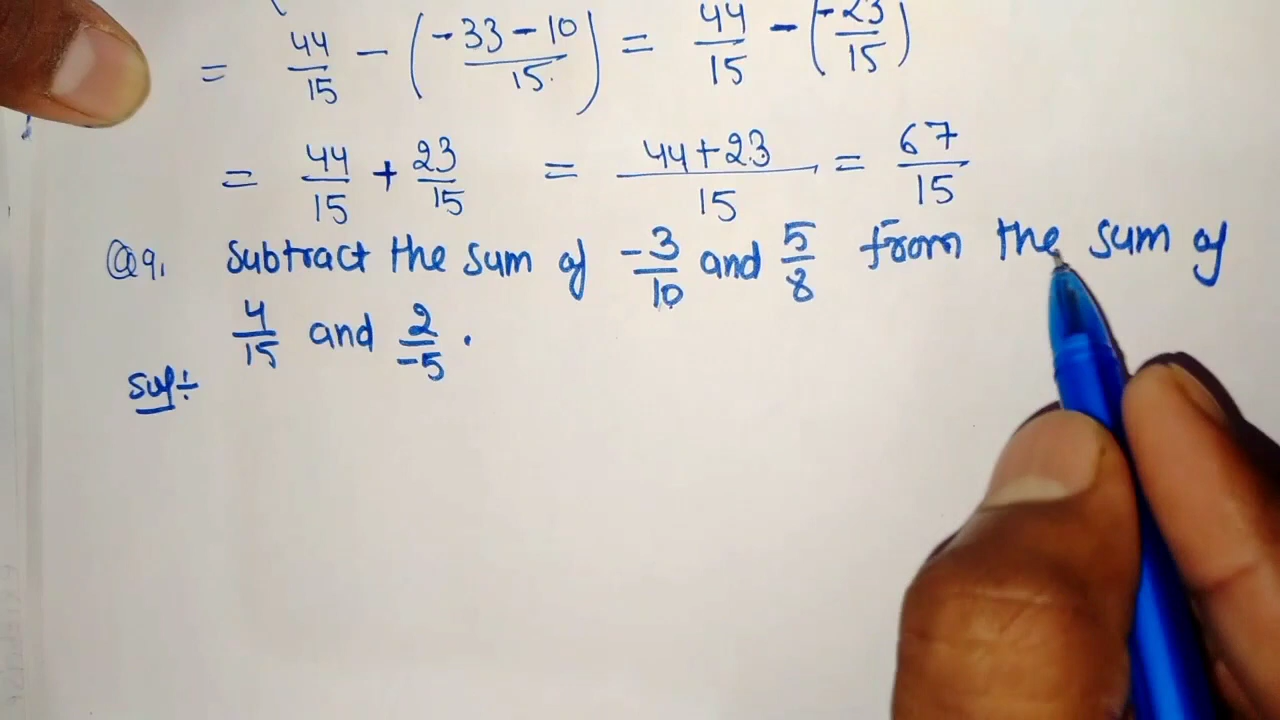 = 44/15 - (-33-10/15) = 44/15 - (-23/15)
= 44/15 + 23/15 = 44+23/15 = 67/15
Q9. Subtract the sum of -3/10 and 5/8 from the sum of
4/15 and 2/-5.
Sol:-